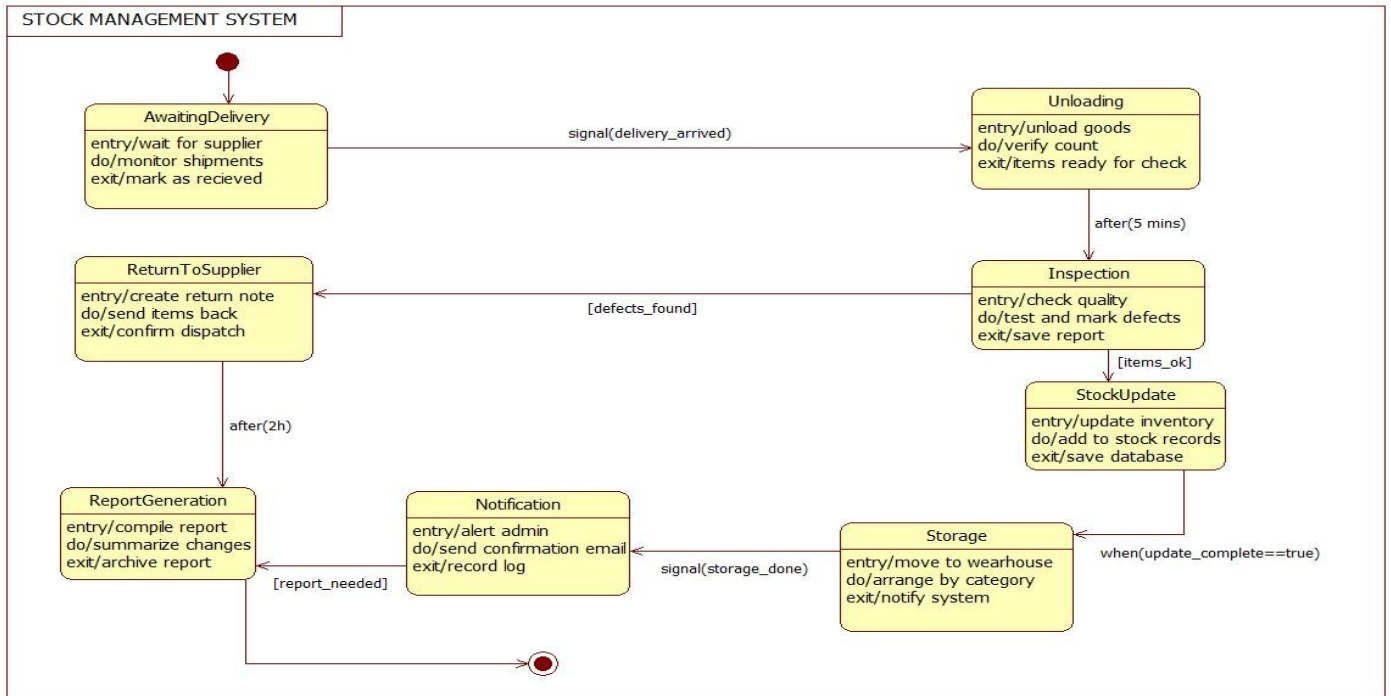 STOCK MANAGEMENT SYSTEM
AwaitingDelivery
entry/wait for supplier
do/monitor shipments
exit/mark as recieved
signal(delivery_arrived)
Unloading
entry/unload goods
do/verify count
exit/items ready for check
after(5 mins)
ReturnToSupplier
entry/create return note
do/send items back
exit/confirm dispatch
[defects_found]
Inspection
entry/check quality
do/test and mark defects
exit/save report
[items_ok]
StockUpdate
entry/update inventory
do/add to stock records
exit/save database
after(2h)
ReportGeneration
entry/compile report
do/summarize changes
exit/archive report
[report_needed]
Notification
entry/alert admin
do/send confirmation email
exit/record log
signal(storage_done)
Storage
entry/move to wearhouse
do/arrange by category
exit/notify system
when(update_complete==true)